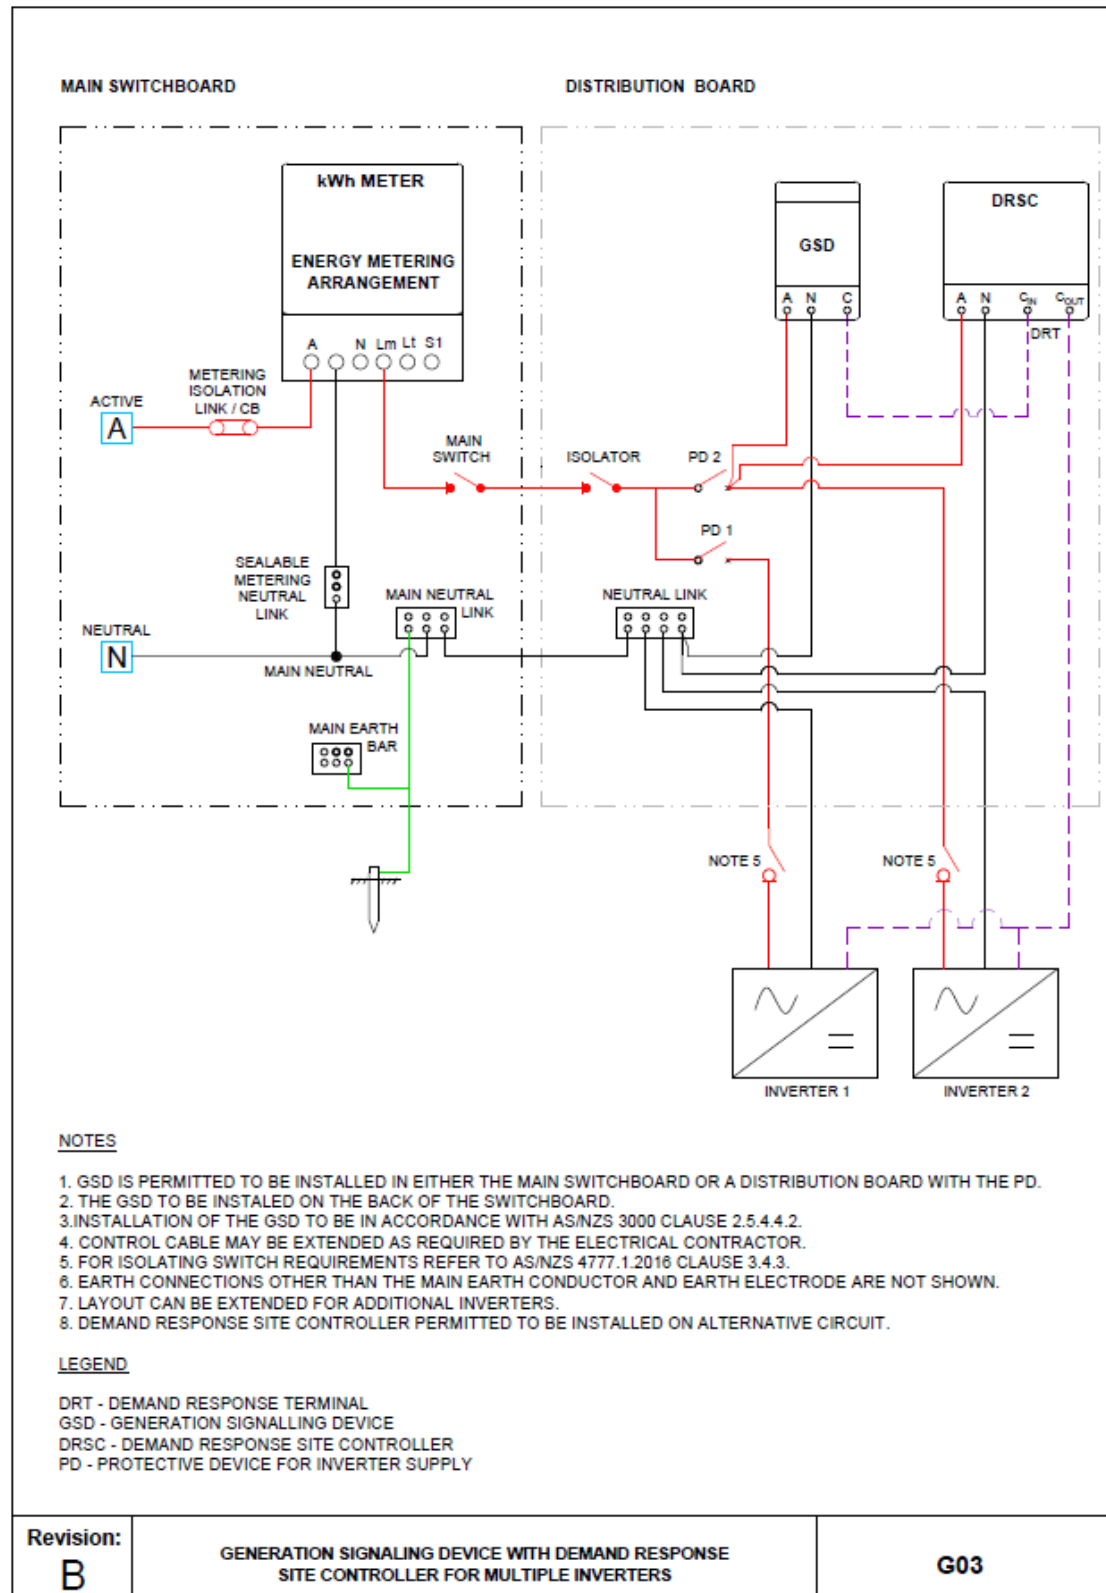 MAIN SWITCHBOARD
DISTRIBUTION BOARD
kWh METER
ENERGY METERING
ARRANGEMENT
A N Lm Lt S1
GSD
A N C
DRSC
A N CIN COUT
DRT
METERING
ISOLATION
LINK / CB
ACTIVE
A
MAIN
SWITCH
ISOLATOR
PD 2
PD 1
SEALABLE
METERING
NEUTRAL
LINK
MAIN NEUTRAL
LINK
NEUTRAL LINK
NEUTRAL
N
MAIN NEUTRAL
MAIN EARTH
BAR
NOTE 5
NOTE 5
INVERTER 1
INVERTER 2
NOTES
1. GSD IS PERMITTED TO BE INSTALLED IN EITHER THE MAIN SWITCHBOARD OR A DISTRIBUTION BOARD WITH THE PD.
2. THE GSD TO BE INSTALED ON THE BACK OF THE SWITCHBOARD.
3.INSTALLATION OF THE GSD TO BE IN ACCORDANCE WITH AS/NZS 3000 CLAUSE 2.5.4.4.2.
4. CONTROL CABLE MAY BE EXTENDED AS REQUIRED BY THE ELECTRICAL CONTRACTOR.
5. FOR ISOLATING SWITCH REQUIREMENTS REFER TO AS/NZS 4777.1.2016 CLAUSE 3.4.3.
6. EARTH CONNECTIONS OTHER THAN THE MAIN EARTH CONDUCTOR AND EARTH ELECTRODE ARE NOT SHOWN.
7. LAYOUT CAN BE EXTENDED FOR ADDITIONAL INVERTERS.
8. DEMAND RESPONSE SITE CONTROLLER PERMITTED TO BE INSTALLED ON ALTERNATIVE CIRCUIT.
LEGEND
DRT - DEMAND RESPONSE TERMINAL
GSD - GENERATION SIGNALLING DEVICE
DRSC - DEMAND RESPONSE SITE CONTROLLER
PD - PROTECTIVE DEVICE FOR INVERTER SUPPLY
Revision:
B
GENERATION SIGNALING DEVICE WITH DEMAND RESPONSE
SITE CONTROLLER FOR MULTIPLE INVERTERS
G03